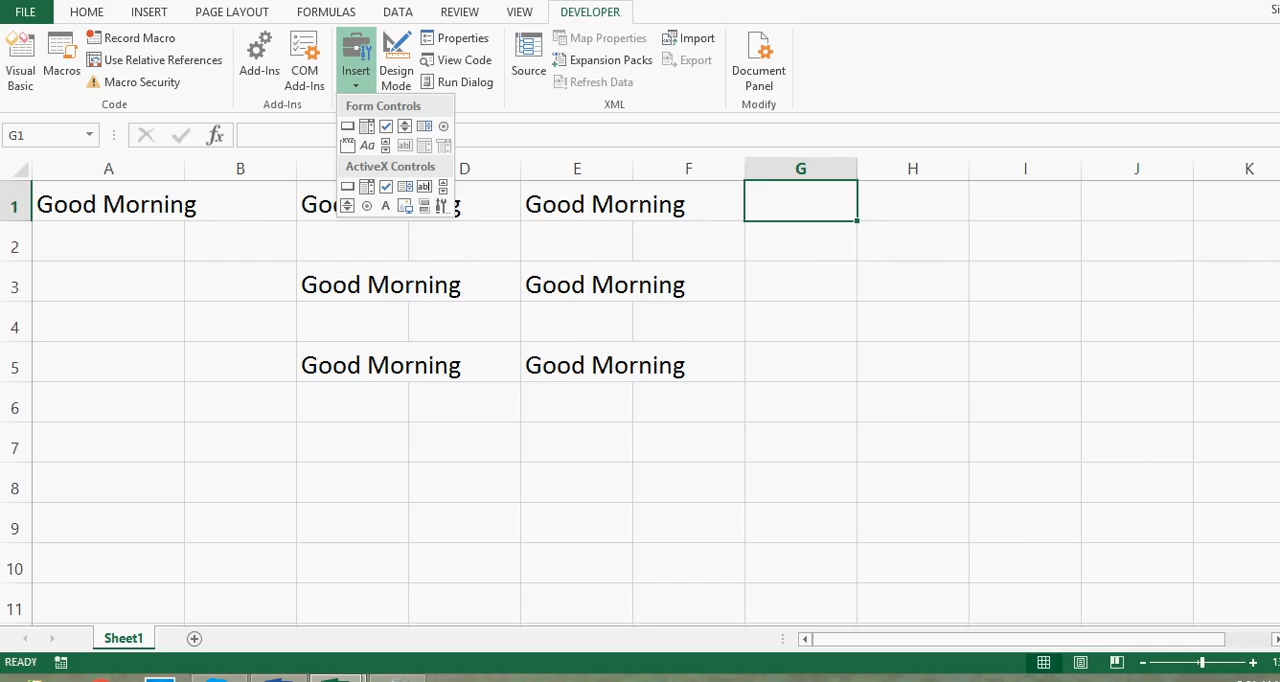 FILE HOME INSERT PAGE LAYOUT FORMULAS DATA REVIEW VIEW DEVELOPER
Visual Basic
Macros
Record Macro
Use Relative References
Macro Security
Code
Add-Ins
COM Add-Ins
Add-Ins
Insert
Design Mode
Properties
View Code
Run Dialog
Source
Map Properties
Expansion Packs
Refresh Data
Import
Export
XML
Document Panel
Modify
Form Controls
XYZ Aa ab|
ActiveX Controls
ab|
A
G1 fx
A B D E F G H I J K
1 Good Morning Good Morning
2
3 Good Morning Good Morning
4
5 Good Morning Good Morning
6
7
8
9
10
11
Sheet1
READY